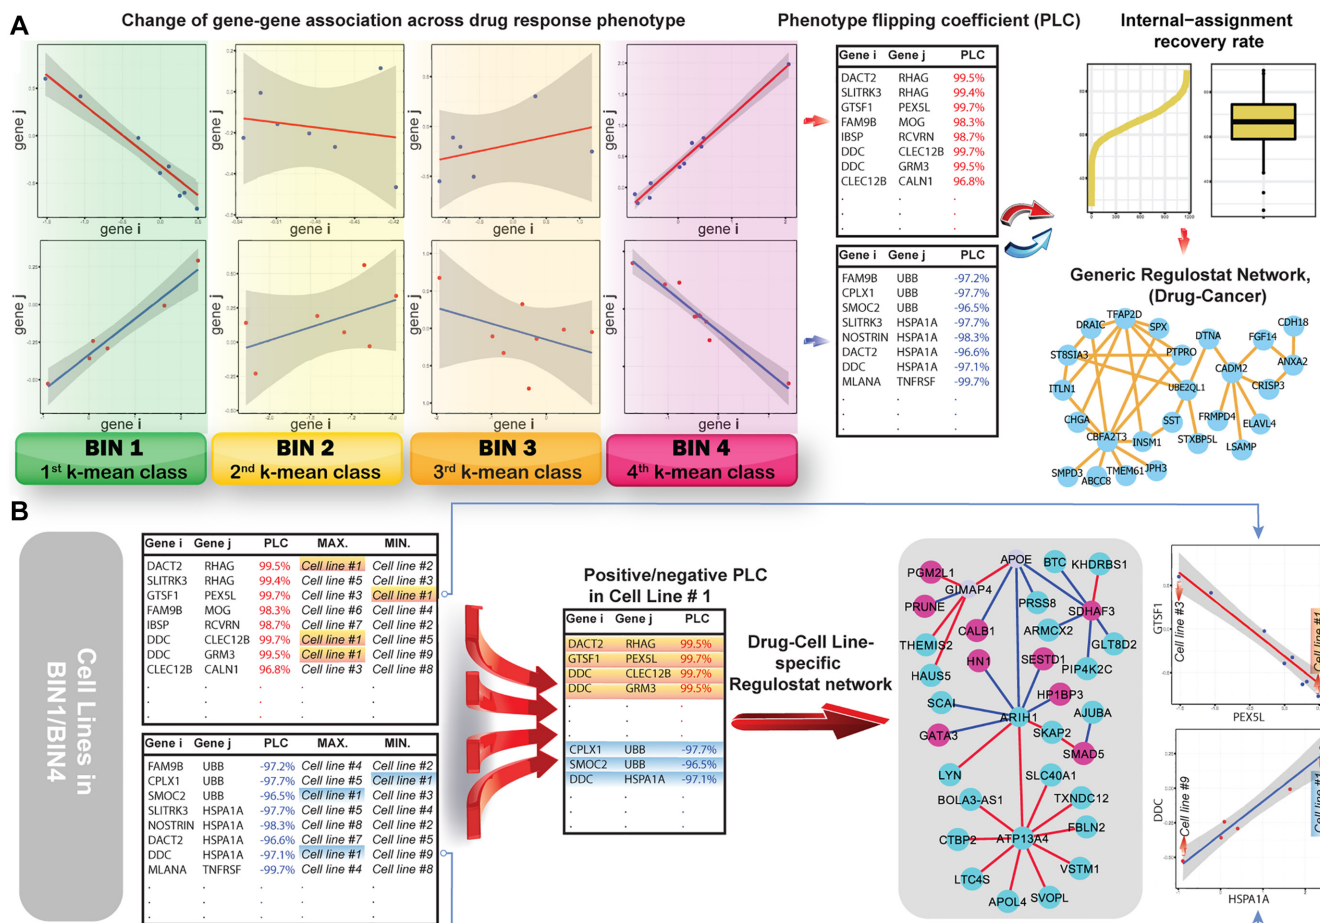 A
Change of gene-gene association across drug response phenotype
Phenotype flipping coefficient (PLC)
Internal-assignment
recovery rate
gene j
gene i
gene j
gene i
gene j
gene i
gene j
gene i
gene j
gene i
gene j
gene i
gene j
gene i
gene j
gene i
BIN 1
1st k-mean class
BIN 2
2nd k-mean class
BIN 3
3rd k-mean class
BIN 4
4th k-mean class
Gene i Gene j PLC
DACT2 RHAG 99.5%
SLITRK3 RHAG 99.4%
GTSF1 PEX5L 99.7%
FAM9B MOG 98.3%
IBSP RCVRN 98.7%
DDC CLEC12B 99.7%
DDC GRM3 99.5%
CLEC12B CALN1 96.8%
. . .
. . .
Gene i Gene j PLC
FAM9B UBB -97.2%
CPLX1 UBB -97.7%
SMOC2 UBB -96.5%
SLITRK3 HSPA1A -97.7%
NOSTRIN HSPA1A -98.3%
DACT2 HSPA1A -96.6%
DDC HSPA1A -97.1%
MLANA TNFRSF -99.7%
. . .
. . .
Generic Regulostat Network,
(Drug-Cancer)
TFAP2D
DRAIC
SPX
DTNA
CDH18
FGF14
ST8SIA3
PTPRO
CADM2
ANXA2
ITLN1
UBE2QL1
CRISP3
CHGA
SST
FRMPD4
ELAVL4
CBFA2T3
INSM1
STXBP5L
LSAMP
SMPD3
ABCC8
TMEM61
JPH3
B
Cell Lines in
BIN1/BIN4
Gene i Gene j PLC MAX. MIN.
DACT2 RHAG 99.5% Cell line #1 Cell line #2
SLITRK3 RHAG 99.4% Cell line #5 Cell line #3
GTSF1 PEX5L 99.7% Cell line #3 Cell line #1
FAM9B MOG 98.3% Cell line #6 Cell line #4
IBSP RCVRN 98.7% Cell line #7 Cell line #2
DDC CLEC12B 99.7% Cell line #1 Cell line #5
DDC GRM3 99.5% Cell line #1 Cell line #9
CLEC12B CALN1 96.8% Cell line #3 Cell line #8
. . . . .
. . . . .
. . . . .
Gene i Gene j PLC MAX. MIN.
FAM9B UBB -97.2% Cell line #4 Cell line #2
CPLX1 UBB -97.7% Cell line #5 Cell line #1
SMOC2 UBB -96.5% Cell line #1 Cell line #3
SLITRK3 HSPA1A -97.7% Cell line #5 Cell line #4
NOSTRIN HSPA1A -98.3% Cell line #8 Cell line #2
DACT2 HSPA1A -96.6% Cell line #7 Cell line #5
DDC HSPA1A -97.1% Cell line #1 Cell line #9
MLANA TNFRSF -99.7% Cell line #4 Cell line #8
. . . . .
. . . . .
. . . . .
Positive/negative PLC
in Cell Line # 1
Gene i Gene j PLC
DACT2 RHAG 99.5%
GTSF1 PEX5L 99.7%
DDC CLEC12B 99.7%
DDC GRM3 99.5%
. . .
. . .
CPLX1 UBB -97.7%
SMOC2 UBB -96.5%
DDC HSPA1A -97.1%
. . .
. . .
Drug-Cell Line-
specific
Regulostat network
APOE
BTC
KHDRBS1
PGM2L1
GIMAP4
PRUNE
PRSS8
SDHAF3
CALB1
ARMCX2
THEMIS2
GLT8D2
HN1
SESTD1
PIP4K2C
HAUS5
HP1BP3
SCAI
ARIH1
AJUBA
GATA3
SKAP2
SMAD5
LYN
SLC40A1
BOLA3-AS1
TXNDC12
CTBP2
ATP13A4
FBLN2
LTC4S
VSTM1
APOL4
SVOPL
GTSF1
Cell line #3
Cell line #1
PEX5L
DDC
Cell line #9
Cell line #1
HSPA1A